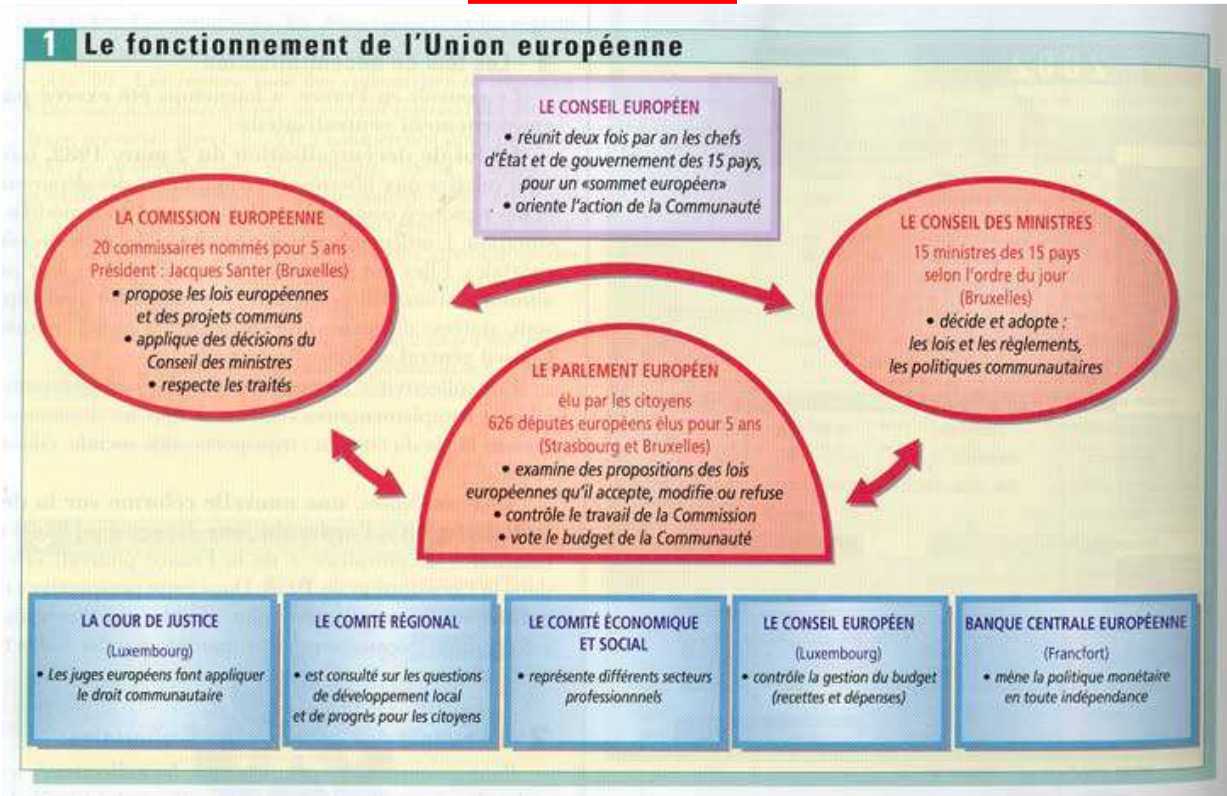 1 Le fonctionnement de l'Union européenne
LE CONSEIL EUROPÉEN
• réunit deux fois par an les chefs
d'État et de gouvernement des 15 pays,
pour un «sommet européen»
• oriente l'action de la Communauté
LA COMISSION EUROPÉENNE
20 commissaires nommés pour 5 ans
Président : Jacques Santer (Bruxelles)
• propose les lois européennes
et des projets communs
• applique des décisions du
Conseil des ministres
• respecte les traités
LE CONSEIL DES MINISTRES
15 ministres des 15 pays
selon l'ordre du jour
(Bruxelles)
• décide et adopte :
les lois et les règlements,
les politiques communautaires
LE PARLEMENT EUROPÉEN
élu par les citoyens
626 députés européens élus pour 5 ans
(Strasbourg et Bruxelles)
• examine des propositions des lois
européennes qu'il accepte, modifie ou refuse
• contrôle le travail de la Commission
• vote le budget de la Communauté
LA COUR DE JUSTICE
(Luxembourg)
• Les juges européens font appliquer
le droit communautaire
LE COMITÉ RÉGIONAL
• est consulté sur les questions
de développement local
et de progrès pour les citoyens
LE COMITÉ ÉCONOMIQUE
ET SOCIAL
• représente différents secteurs
professionnnels
LE CONSEIL EUROPÉEN
(Luxembourg)
• contrôle la gestion du budget
(recettes et dépenses)
BANQUE CENTRALE EUROPÉENNE
(Francfort)
• mène la politique monétaire
en toute indépendance